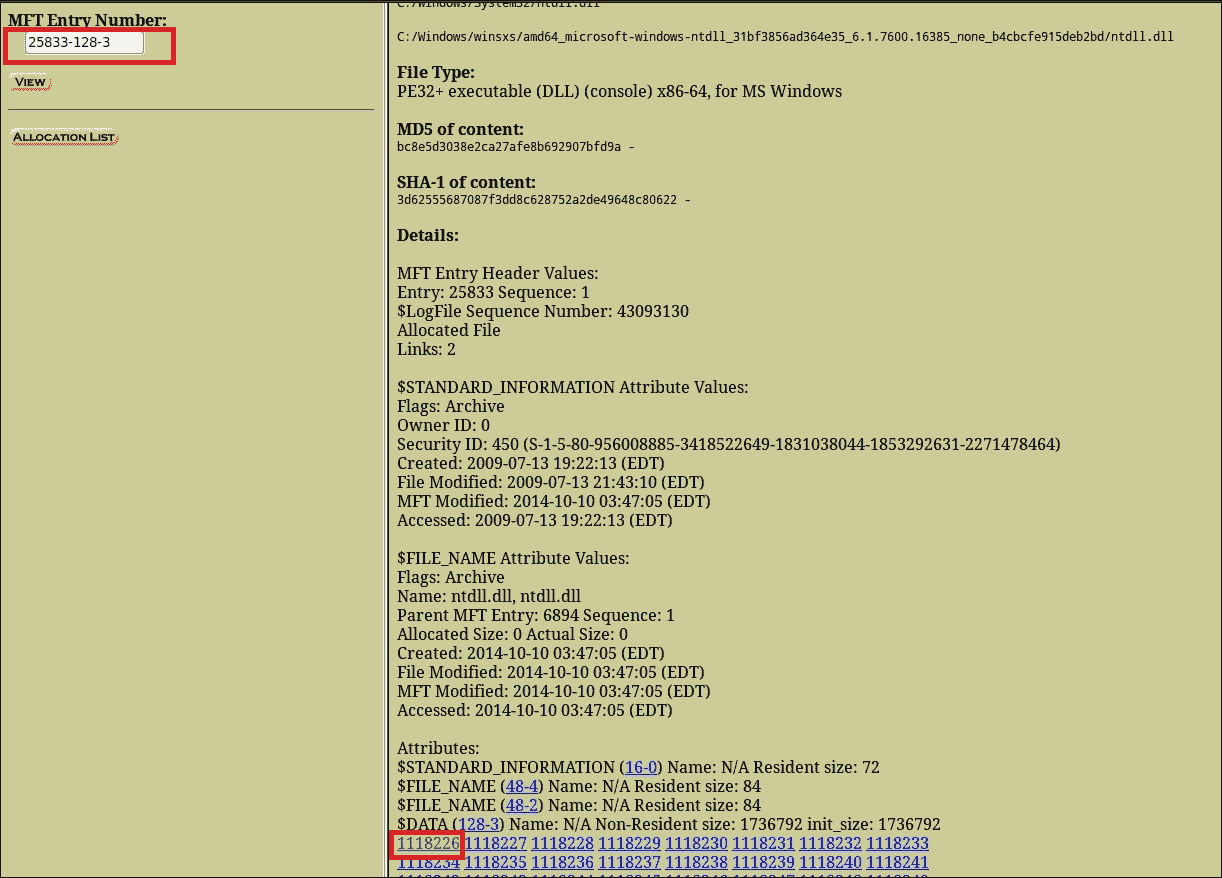 MFT Entry Number:
25833-128-3
VIEW
ALLOCATION LIST
C:/Windows/System32/ntdll.dll
C:/Windows/winsxs/amd64_microsoft-windows-ntdll_31bf3856ad364e35_6.1.7600.16385_none_b4cbcfe915deb2bd/ntdll.dll
File Type:
PE32+ executable (DLL) (console) x86-64, for MS Windows
MD5 of content:
bc8e5d3038e2ca27afe8b692907bfd9a -
SHA-1 of content:
3d62555687087f3dd8c628752a2de49648c80622 -
Details:
MFT Entry Header Values:
Entry: 25833 Sequence: 1
$LogFile Sequence Number: 43093130
Allocated File
Links: 2
$STANDARD_INFORMATION Attribute Values:
Flags: Archive
Owner ID: 0
Security ID: 450 (S-1-5-80-956008885-3418522649-1831038044-1853292631-2271478464)
Created: 2009-07-13 19:22:13 (EDT)
File Modified: 2009-07-13 21:43:10 (EDT)
MFT Modified: 2014-10-10 03:47:05 (EDT)
Accessed: 2009-07-13 19:22:13 (EDT)
$FILE_NAME Attribute Values:
Flags: Archive
Name: ntdll.dll, ntdll.dll
Parent MFT Entry: 6894 Sequence: 1
Allocated Size: 0 Actual Size: 0
Created: 2014-10-10 03:47:05 (EDT)
File Modified: 2014-10-10 03:47:05 (EDT)
MFT Modified: 2014-10-10 03:47:05 (EDT)
Accessed: 2014-10-10 03:47:05 (EDT)
Attributes:
$STANDARD_INFORMATION (16-0) Name: N/A Resident size: 72
$FILE_NAME (48-4) Name: N/A Resident size: 84
$FILE_NAME (48-2) Name: N/A Resident size: 84
$DATA (128-3) Name: N/A Non-Resident size: 1736792 init_size: 1736792
1118226 1118227 1118228 1118229 1118230 1118231 1118232 1118233
1118234 1118235 1118236 1118237 1118238 1118239 1118240 1118241